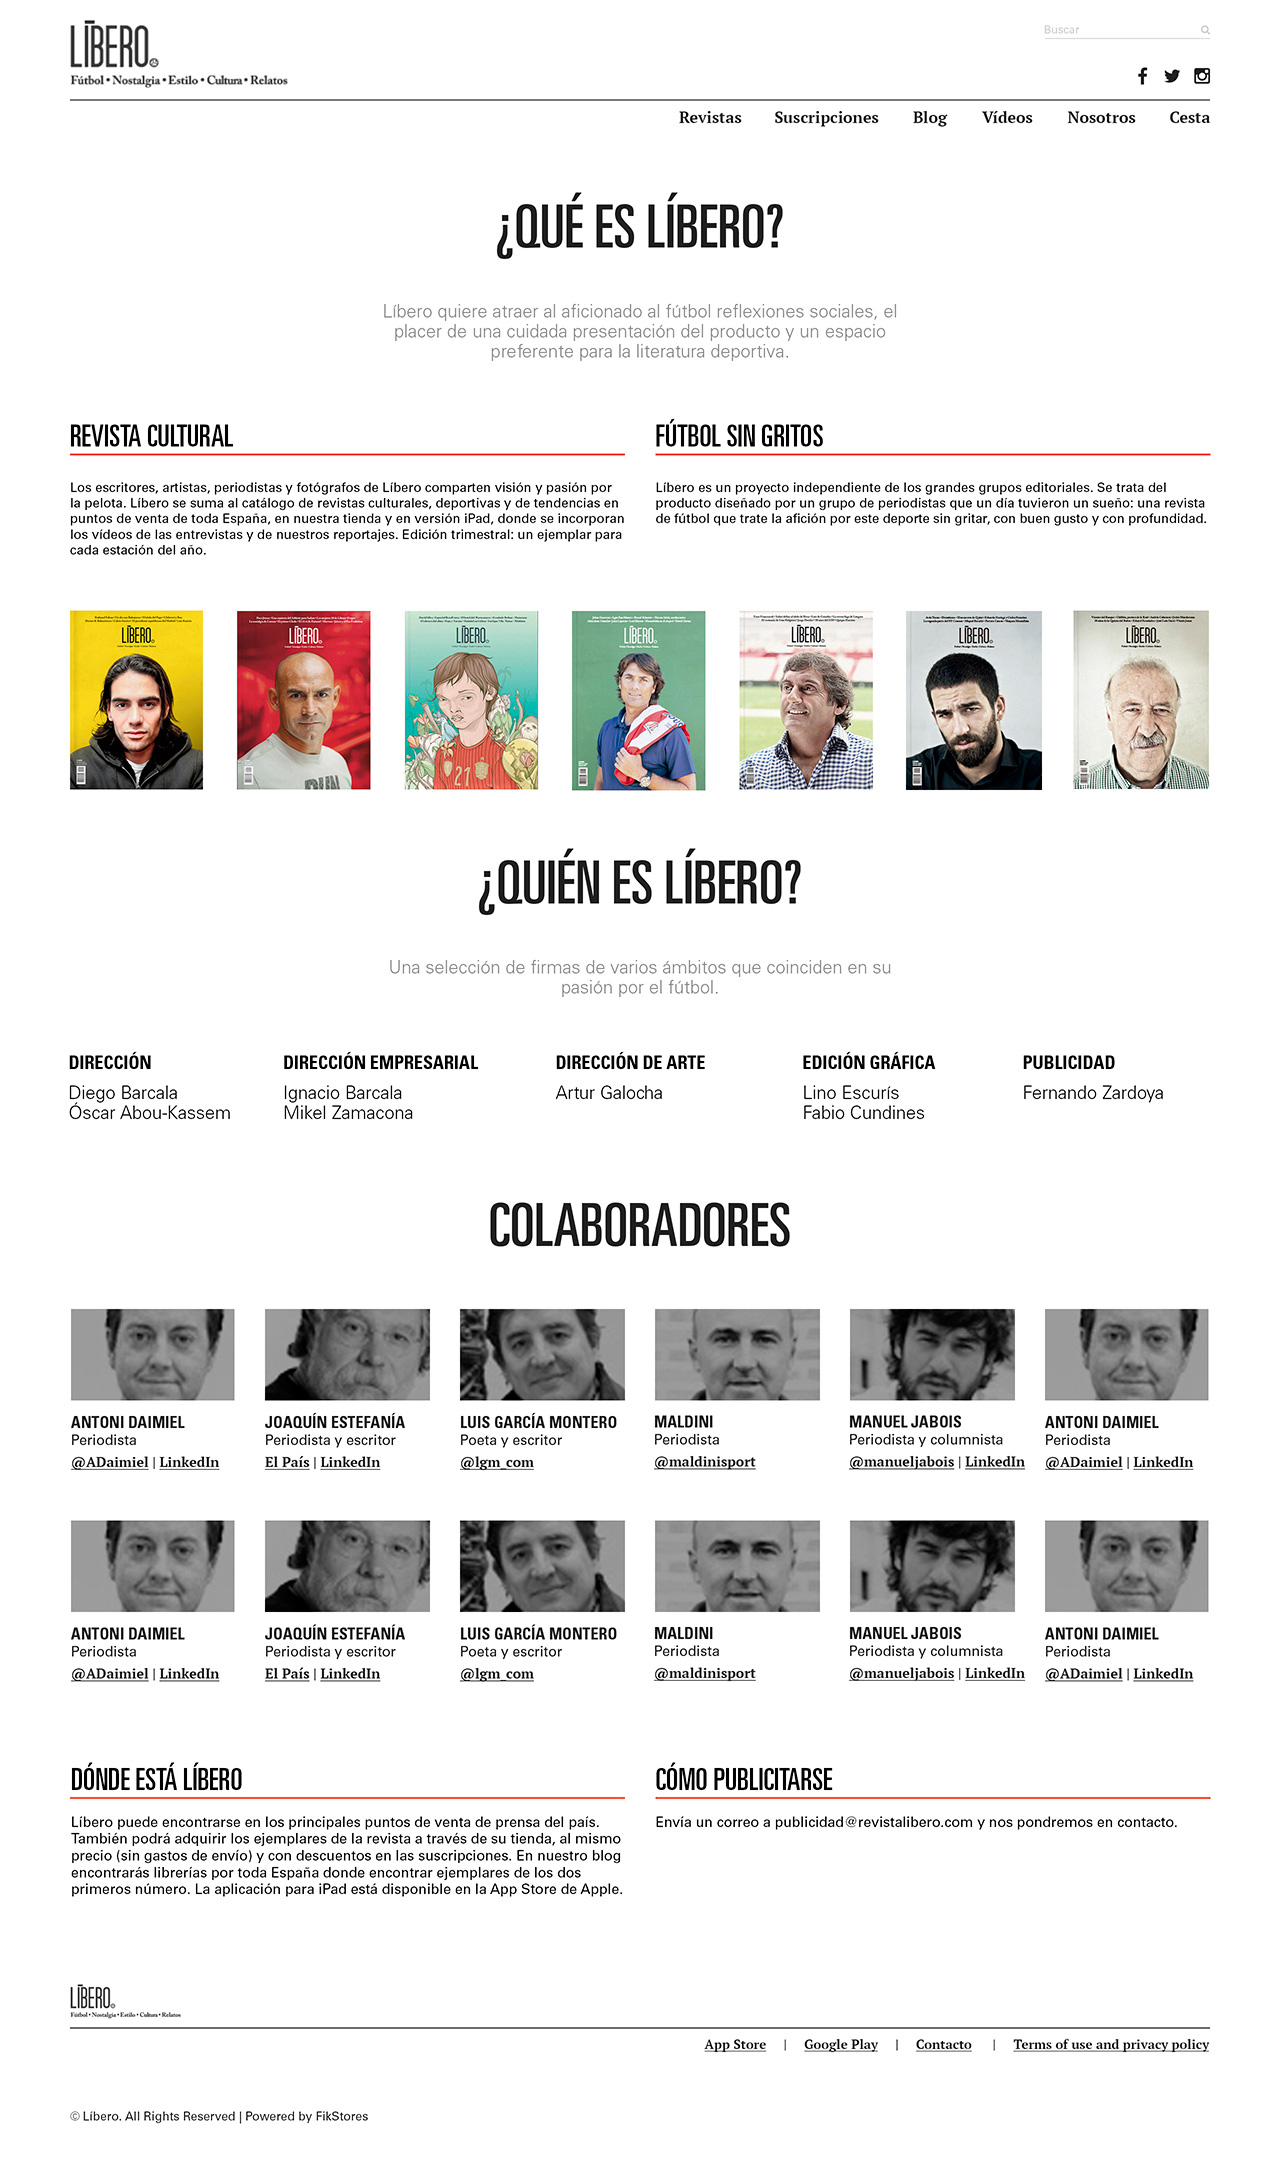 LÍBERO
Fútbol • Nostalgia • Estilo • Cultura • Relatos
Buscar
Revistas Suscripciones Blog Vídeos Nosotros Cesta
¿QUÉ ES LÍBERO?
Líbero quiere atraer al aficionado al fútbol reflexiones sociales, el
placer de una cuidada presentación del producto y un espacio
preferente para la literatura deportiva.
REVISTA CULTURAL
Los escritores, artistas, periodistas y fotógrafos de Líbero comparten visión y pasión por
la pelota. Líbero se suma al catálogo de revistas culturales, deportivas y de tendencias en
puntos de venta de toda España, en nuestra tienda y en versión iPad, donde se incorporan
los vídeos de las entrevistas y de nuestros reportajes. Edición trimestral: un ejemplar para
cada estación del año.
FÚTBOL SIN GRITOS
Líbero es un proyecto independiente de los grandes grupos editoriales. Se trata del
producto diseñado por un grupo de periodistas que un día tuvieron un sueño: una revista
de fútbol que trate la afición por este deporte sin gritar, con buen gusto y con profundidad.
LÍBERO
LÍBERO
LÍBERO
LÍBERO
LÍBERO
LÍBERO
LÍBERO
21
¿QUIÉN ES LÍBERO?
Una selección de firmas de varios ámbitos que coinciden en su
pasión por el fútbol.
DIRECCIÓN
Diego Barcala
Óscar Abou-Kassem
DIRECCIÓN EMPRESARIAL
Ignacio Barcala
Mikel Zamacona
DIRECCIÓN DE ARTE
Artur Galocha
EDICIÓN GRÁFICA
Lino Escurís
Fabio Cundines
PUBLICIDAD
Fernando Zardoya
COLABORADORES
ANTONI DAIMIEL
Periodista
@ADaimiel | LinkedIn
JOAQUÍN ESTEFANÍA
Periodista y escritor
El País | LinkedIn
LUIS GARCÍA MONTERO
Poeta y escritor
@lgm_com
MALDINI
Periodista
@maldinisport
MANUEL JABOIS
Periodista y columnista
@manueljabois | LinkedIn
ANTONI DAIMIEL
Periodista
@ADaimiel | LinkedIn
ANTONI DAIMIEL
Periodista
@ADaimiel | LinkedIn
JOAQUÍN ESTEFANÍA
Periodista y escritor
El País | LinkedIn
LUIS GARCÍA MONTERO
Poeta y escritor
@lgm_com
MALDINI
Periodista
@maldinisport
MANUEL JABOIS
Periodista y columnista
@manueljabois | LinkedIn
ANTONI DAIMIEL
Periodista
@ADaimiel | LinkedIn
DÓNDE ESTÁ LÍBERO
Líbero puede encontrarse en los principales puntos de venta de prensa del país.
También podrá adquirir los ejemplares de la revista a través de su tienda, al mismo
precio (sin gastos de envío) y con descuentos en las suscripciones. En nuestro blog
encontrarás librerías por toda España donde encontrar ejemplares de los dos
primeros número. La aplicación para iPad está disponible en la App Store de Apple.
CÓMO PUBLICITARSE
Envía un correo a publicidad@revistalibero.com y nos pondremos en contacto.
LÍBERO
Fútbol • Nostalgia • Estilo • Cultura • Relatos
App Store | Google Play | Contacto | Terms of use and privacy policy
© Líbero. All Rights Reserved | Powered by FikStores